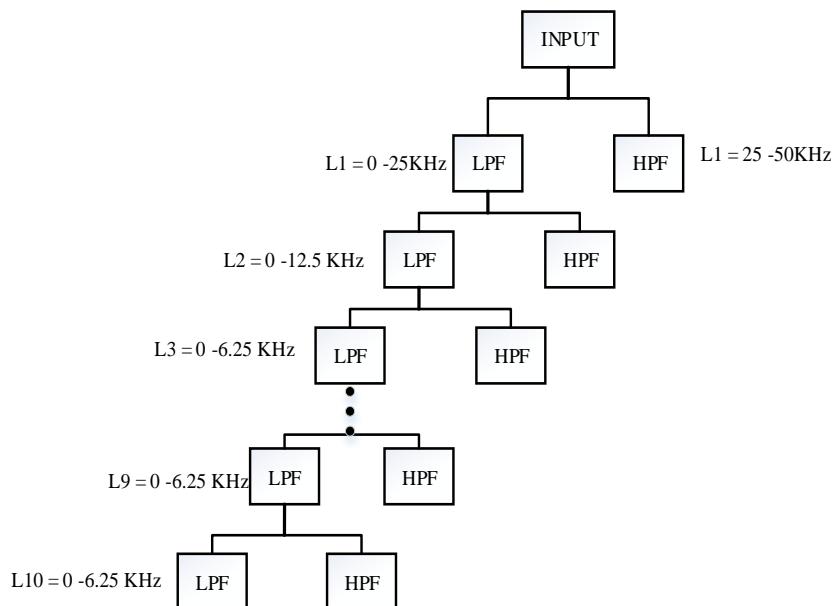 INPUT
L1 = 0 -25KHz LPF HPF L1 = 25 -50KHz
L2 = 0 -12.5 KHz LPF HPF
L3 = 0 -6.25 KHz LPF HPF
L9 = 0 -6.25 KHz LPF HPF
L10 = 0 -6.25 KHz LPF HPF